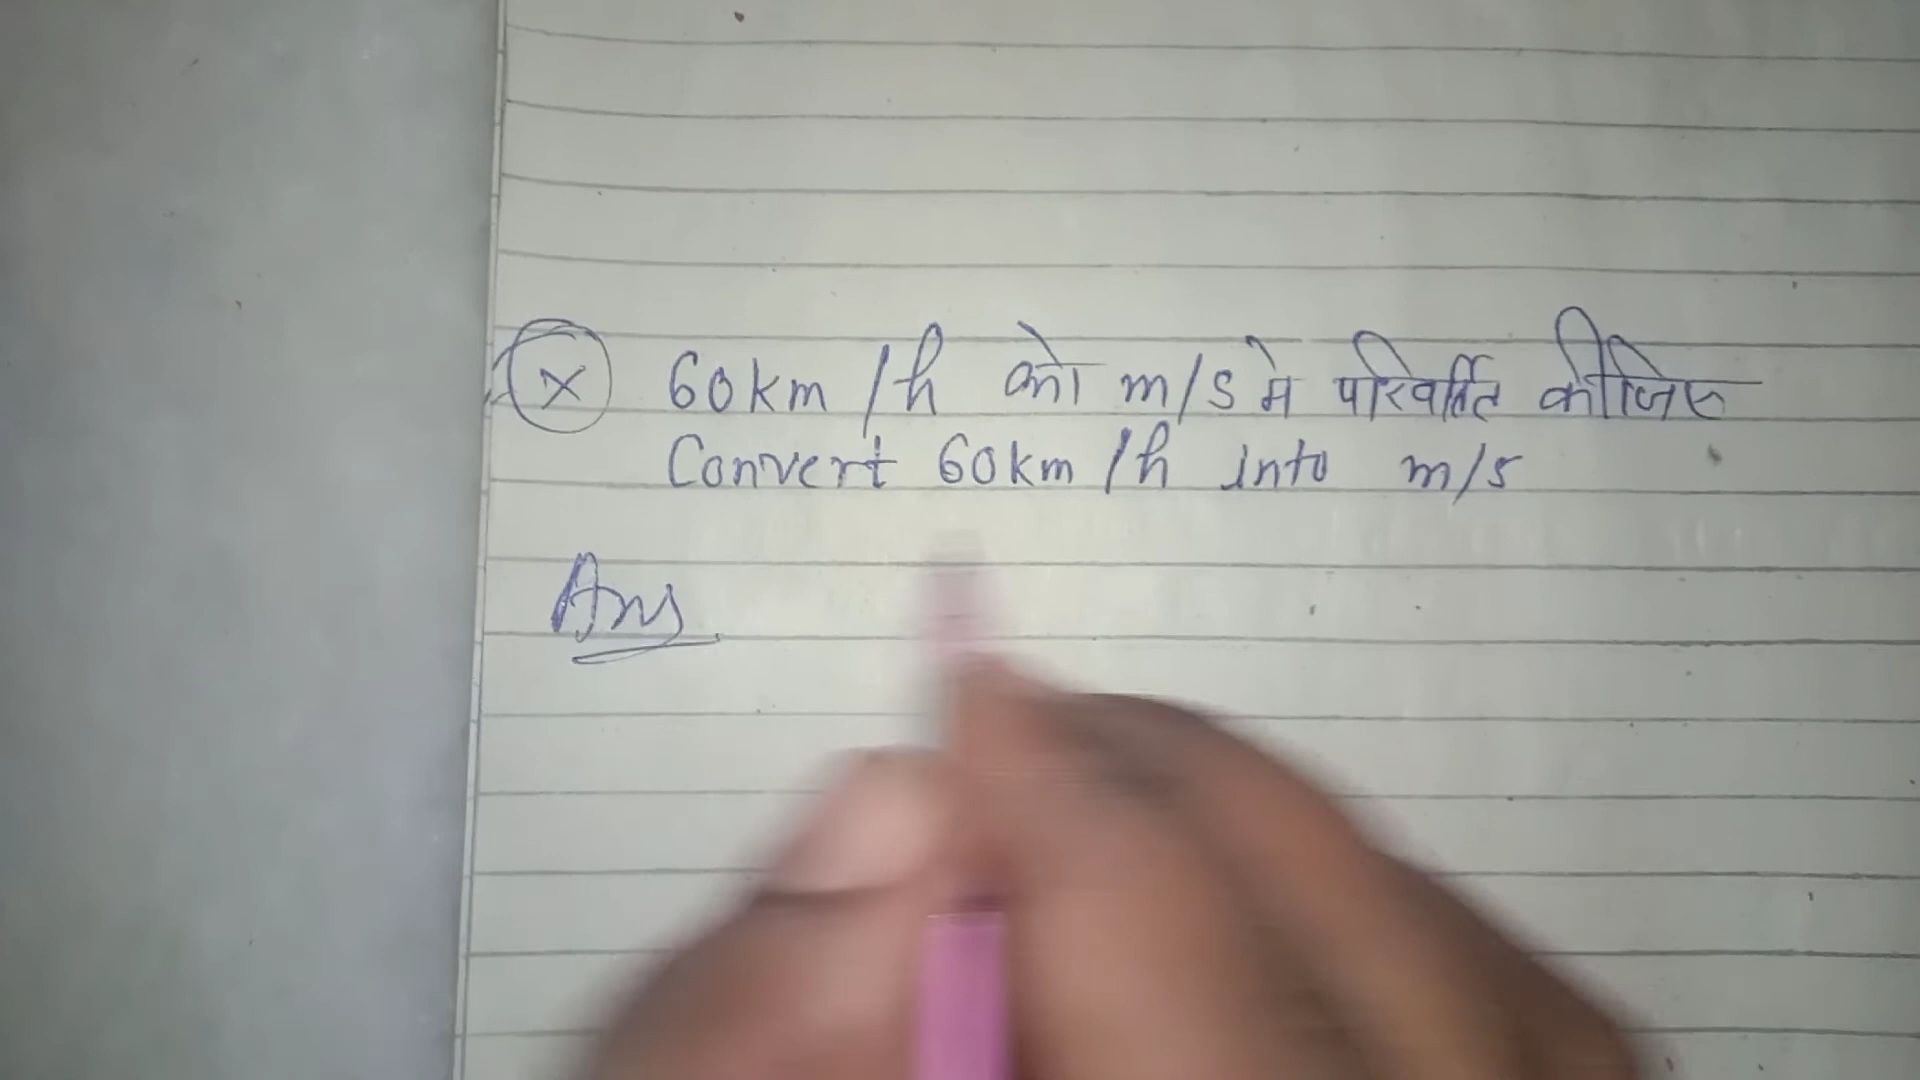 x 60km/h को m/s मे परिवर्तित कीजिए
Convert 60km/h into m/s
Ans